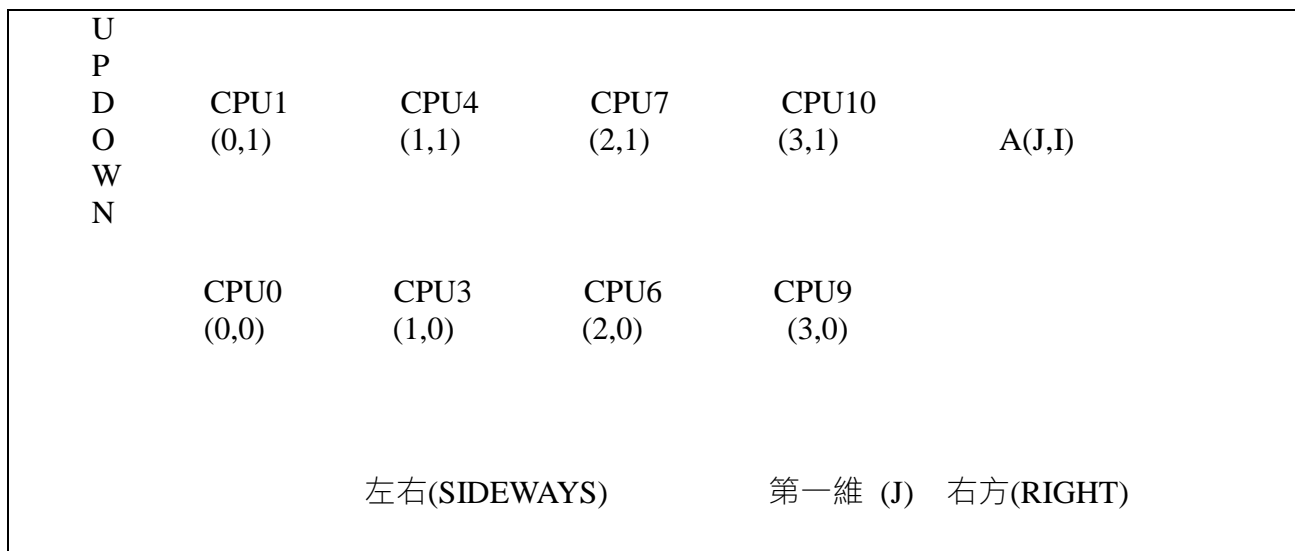 U
P
D CPU1 CPU4 CPU7 CPU10
O (0,1) (1,1) (2,1) (3,1) A(J,I)
W
N
CPU0 CPU3 CPU6 CPU9
(0,0) (1,0) (2,0) (3,0)
左右(SIDEWAYS) 第一維 (J) 右方(RIGHT)